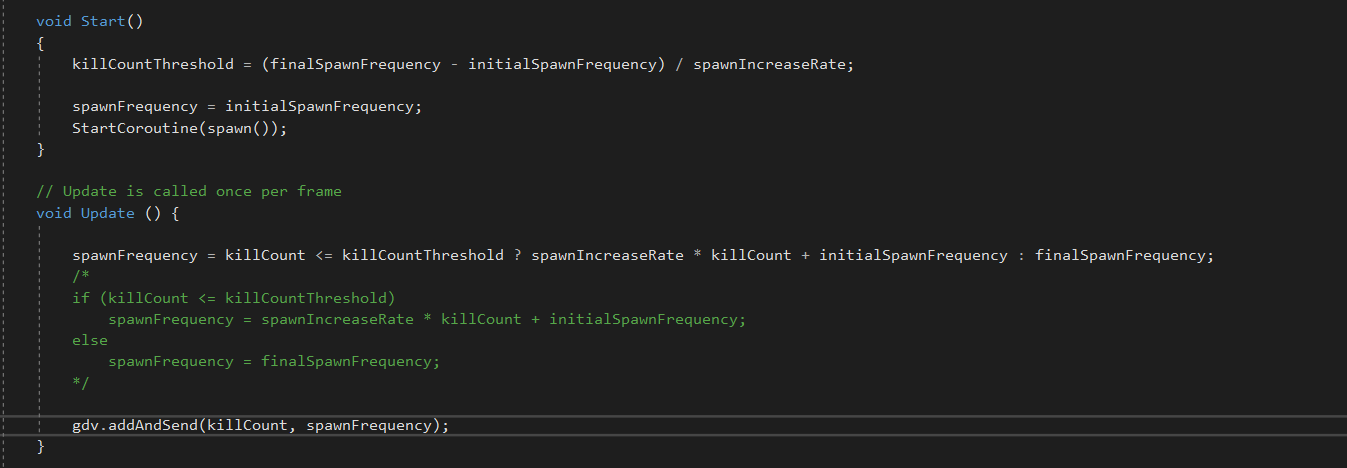 void Start()
{
killCountThreshold = (finalSpawnFrequency - initialSpawnFrequency) / spawnIncreaseRate;
spawnFrequency = initialSpawnFrequency;
StartCoroutine(spawn());
}
// Update is called once per frame
void Update () {
spawnFrequency = killCount <= killCountThreshold ? spawnIncreaseRate * killCount + initialSpawnFrequency : finalSpawnFrequency;
/*
if (killCount <= killCountThreshold)
spawnFrequency = spawnIncreaseRate * killCount + initialSpawnFrequency;
else
spawnFrequency = finalSpawnFrequency;
*/
gdv.addAndSend(killCount, spawnFrequency);
}